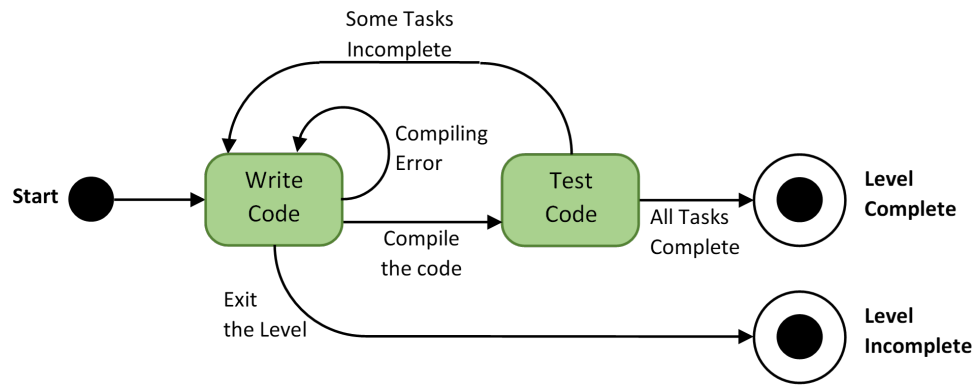 Some Tasks
Incomplete
Compiling
Error
Start
Write
Code
Test
Code
Level
Complete
Compile
the code
All Tasks
Complete
Exit
the Level
Level
Incomplete